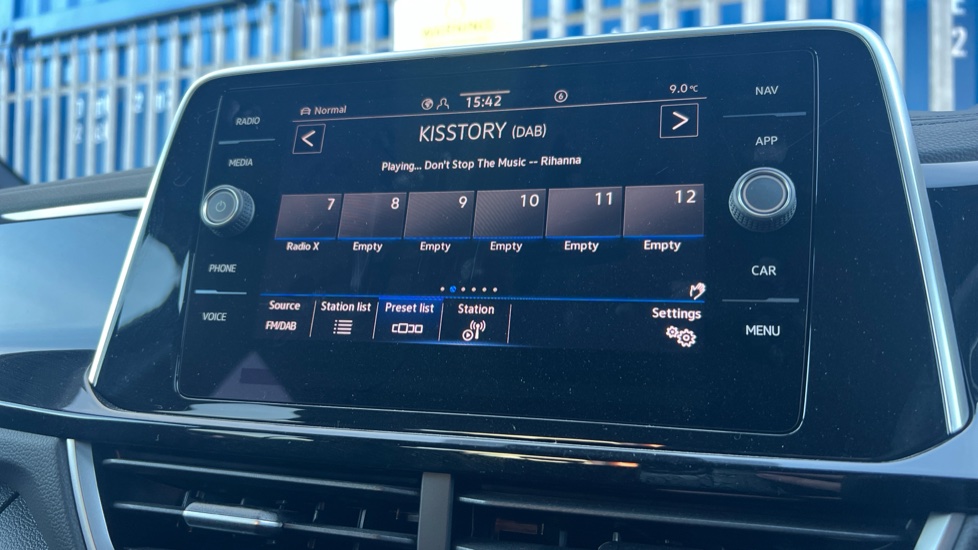 Normal 6 15:42 9.0 °C
KISSTORY (DAB)
Playing... Don't Stop The Music -- Rihanna
7 8 9 10 11 12
Radio X Empty Empty Empty Empty Empty
Source Station list Preset list Station Settings
FM/DAB
RADIO
MEDIA
PHONE
VOICE
NAV
APP
CAR
MENU
2